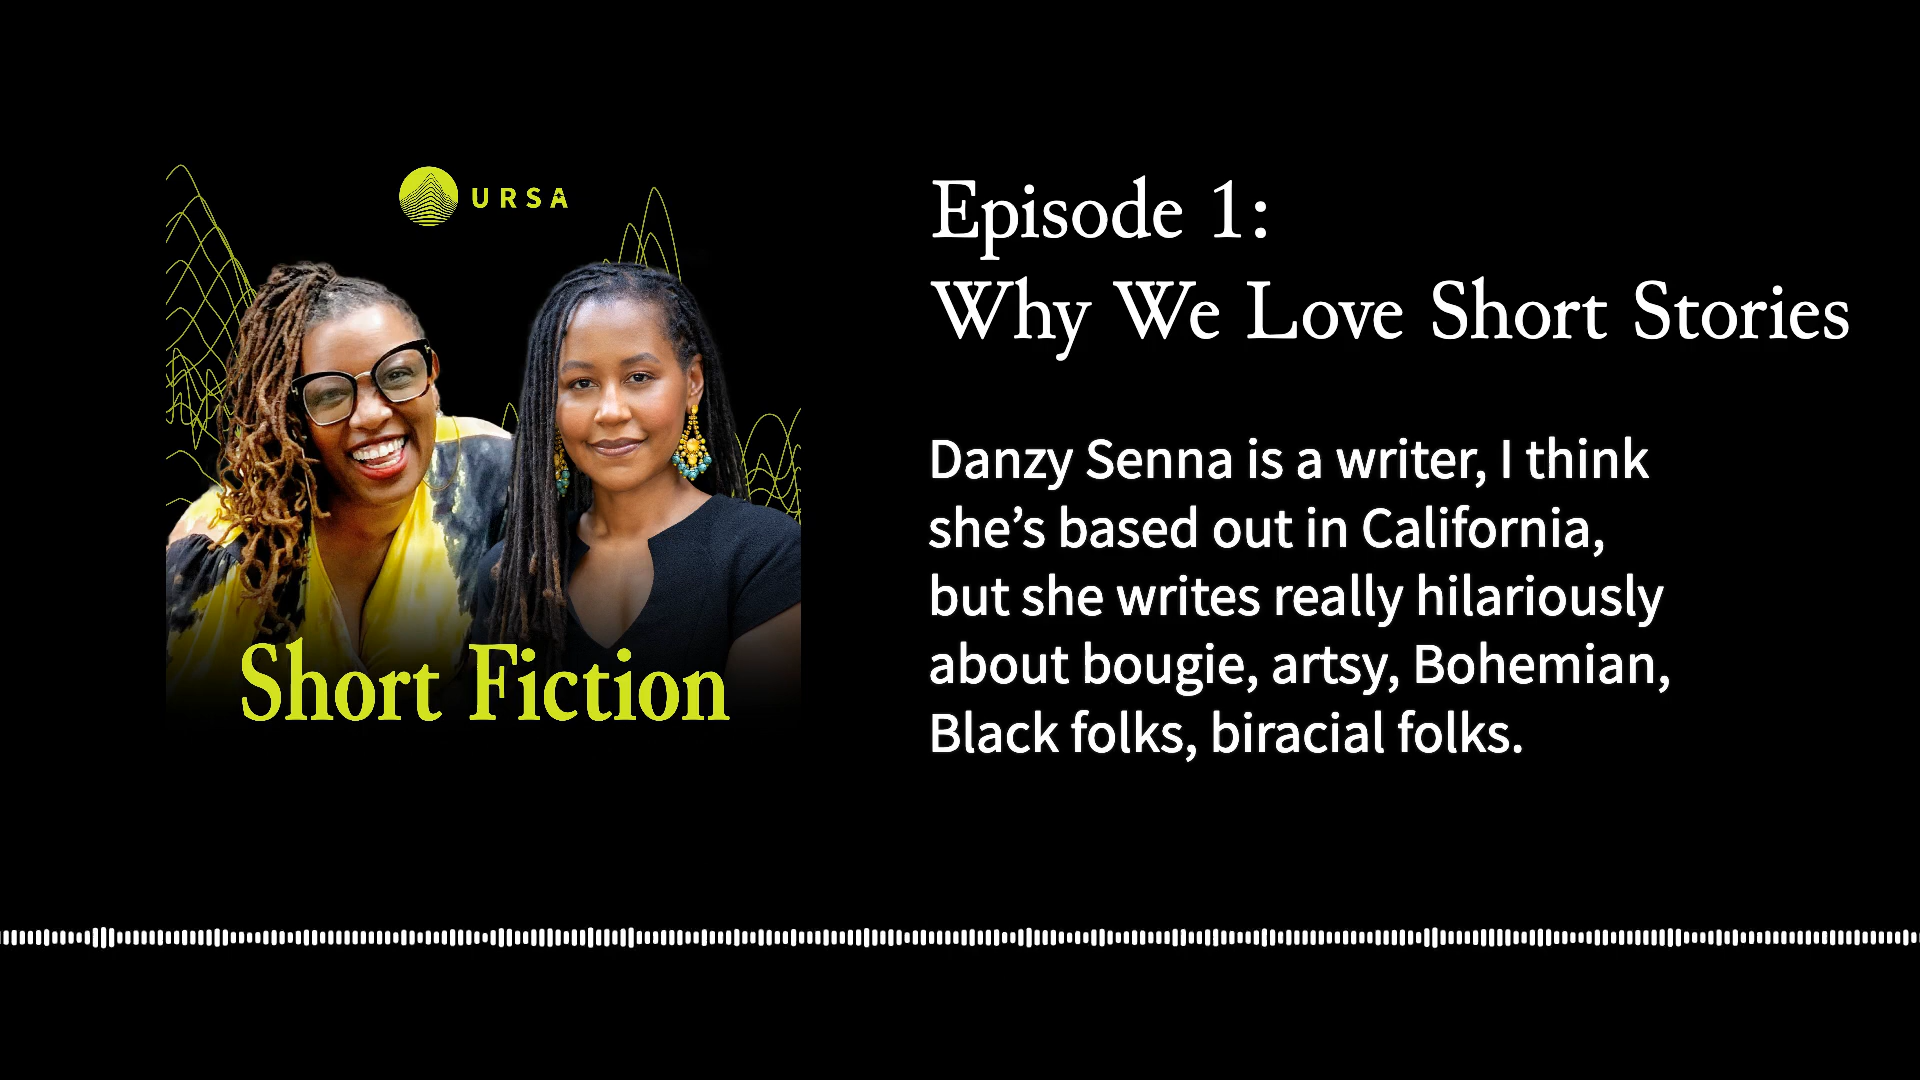 URSA
Short Fiction
Episode 1:
Why We Love Short Stories
Danzy Senna is a writer, I think
she’s based out in California,
but she writes really hilariously
about bougie, artsy, Bohemian,
Black folks, biracial folks.